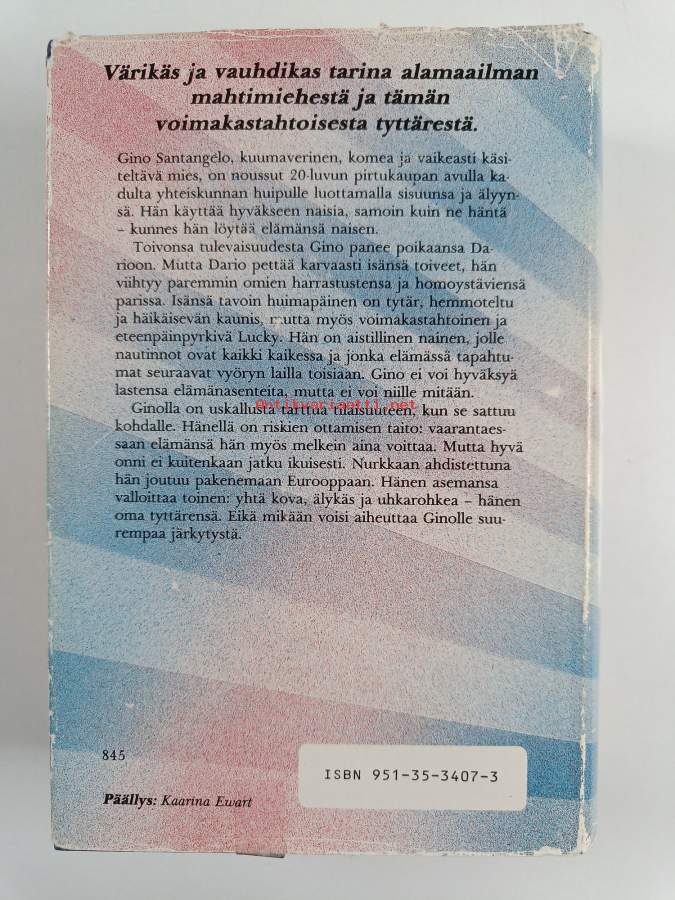 Värikäs ja vauhdikas tarina alamaailman
mahtimiehestä ja tämän
voimakastahtoisesta tyttärestä.
Gino Santangelo, kuumaverinen, komea ja vaikeasti käsi-
teltävä mies, on noussut 20-luvun pirtukaupan avulla ka-
dulta yhteiskunnan huipulle luottamalla sisuunsa ja älyyn-
sä. Hän käyttää hyväkseen naisia, samoin kuin ne häntä
– kunnes hän löytää elämänsä naisen.
Toivonsa tulevaisuudesta Gino panee poikaansa Da-
rioon. Mutta Dario pettää karvaasti isänsä toiveet, hän
viihtyy paremmin omien harrastustensa ja homoystäviensä
parissa. Isänsä tavoin huimapäinen on tytär, hemmoteltu
ja häikäisevän kaunis, mutta myös voimakastahtoinen ja
eteenpäinpyrkivä Lucky. Hän on aistillinen nainen, jolle
nautinnot ovat kaikki kaikessa ja jonka elämässä tapahtu-
mat seuraavat vyöryn lailla toisiaan. Gino ei voi hyväksyä
lastensa elämänasenteita, mutta ei voi niille mitään.
Antikvariaatti.net
Ginolla on uskallusta tarttua tilaisuuteen, kun se sattuu
kohdalle. Hänellä on riskien ottamisen taito: vaarantaes-
saan elämänsä hän myös melkein aina voittaa. Mutta hyvä
onni ei kuitenkaan jatku ikuisesti. Nurkkaan ahdistettuna
hän joutuu pakenemaan Eurooppaan. Hänen asemansa
valloittaa toinen: yhtä kova, älykäs ja uhkarohkea – hänen
oma tyttärensä. Eikä mikään voisi aiheuttaa Ginolle suu-
rempaa järkytystä.
845
ISBN 951-35-3407-3
Päällys: Kaarina Ewart